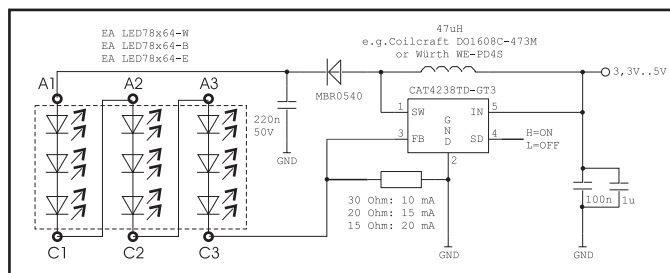 EA LED78x64-W
EA LED78x64-B
EA LED78x64-E
47uH
e.g.Coilcraft DO1608C-473M
or Würth WE-PD4S
A1
A2
A3
MBR0540
CAT4238TD-GT3
3,3V..5V
1
SW
IN
5
220n
50V
G
N
D
3
FB
SD
4
H=ON
L=OFF
GND
2
30 Ohm: 10 mA
20 Ohm: 15 mA
15 Ohm: 20 mA
100n
1u
C1
C2
C3
GND
GND